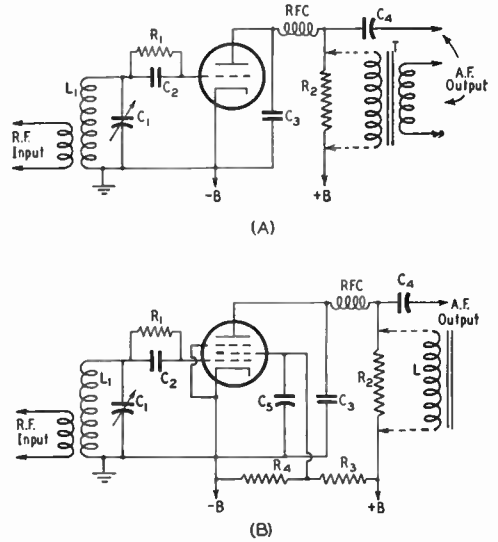 RFC
C4
R1
L1
C2
C1
C3
R2
T
A.F.
Output
R.F.
Input
-B
+B
(A)
RFC
C4
A.F.
Output
R1
L1
C2
C1
C5
C3
R2
L
R.F.
Input
R4
R3
-B
+B
(B)